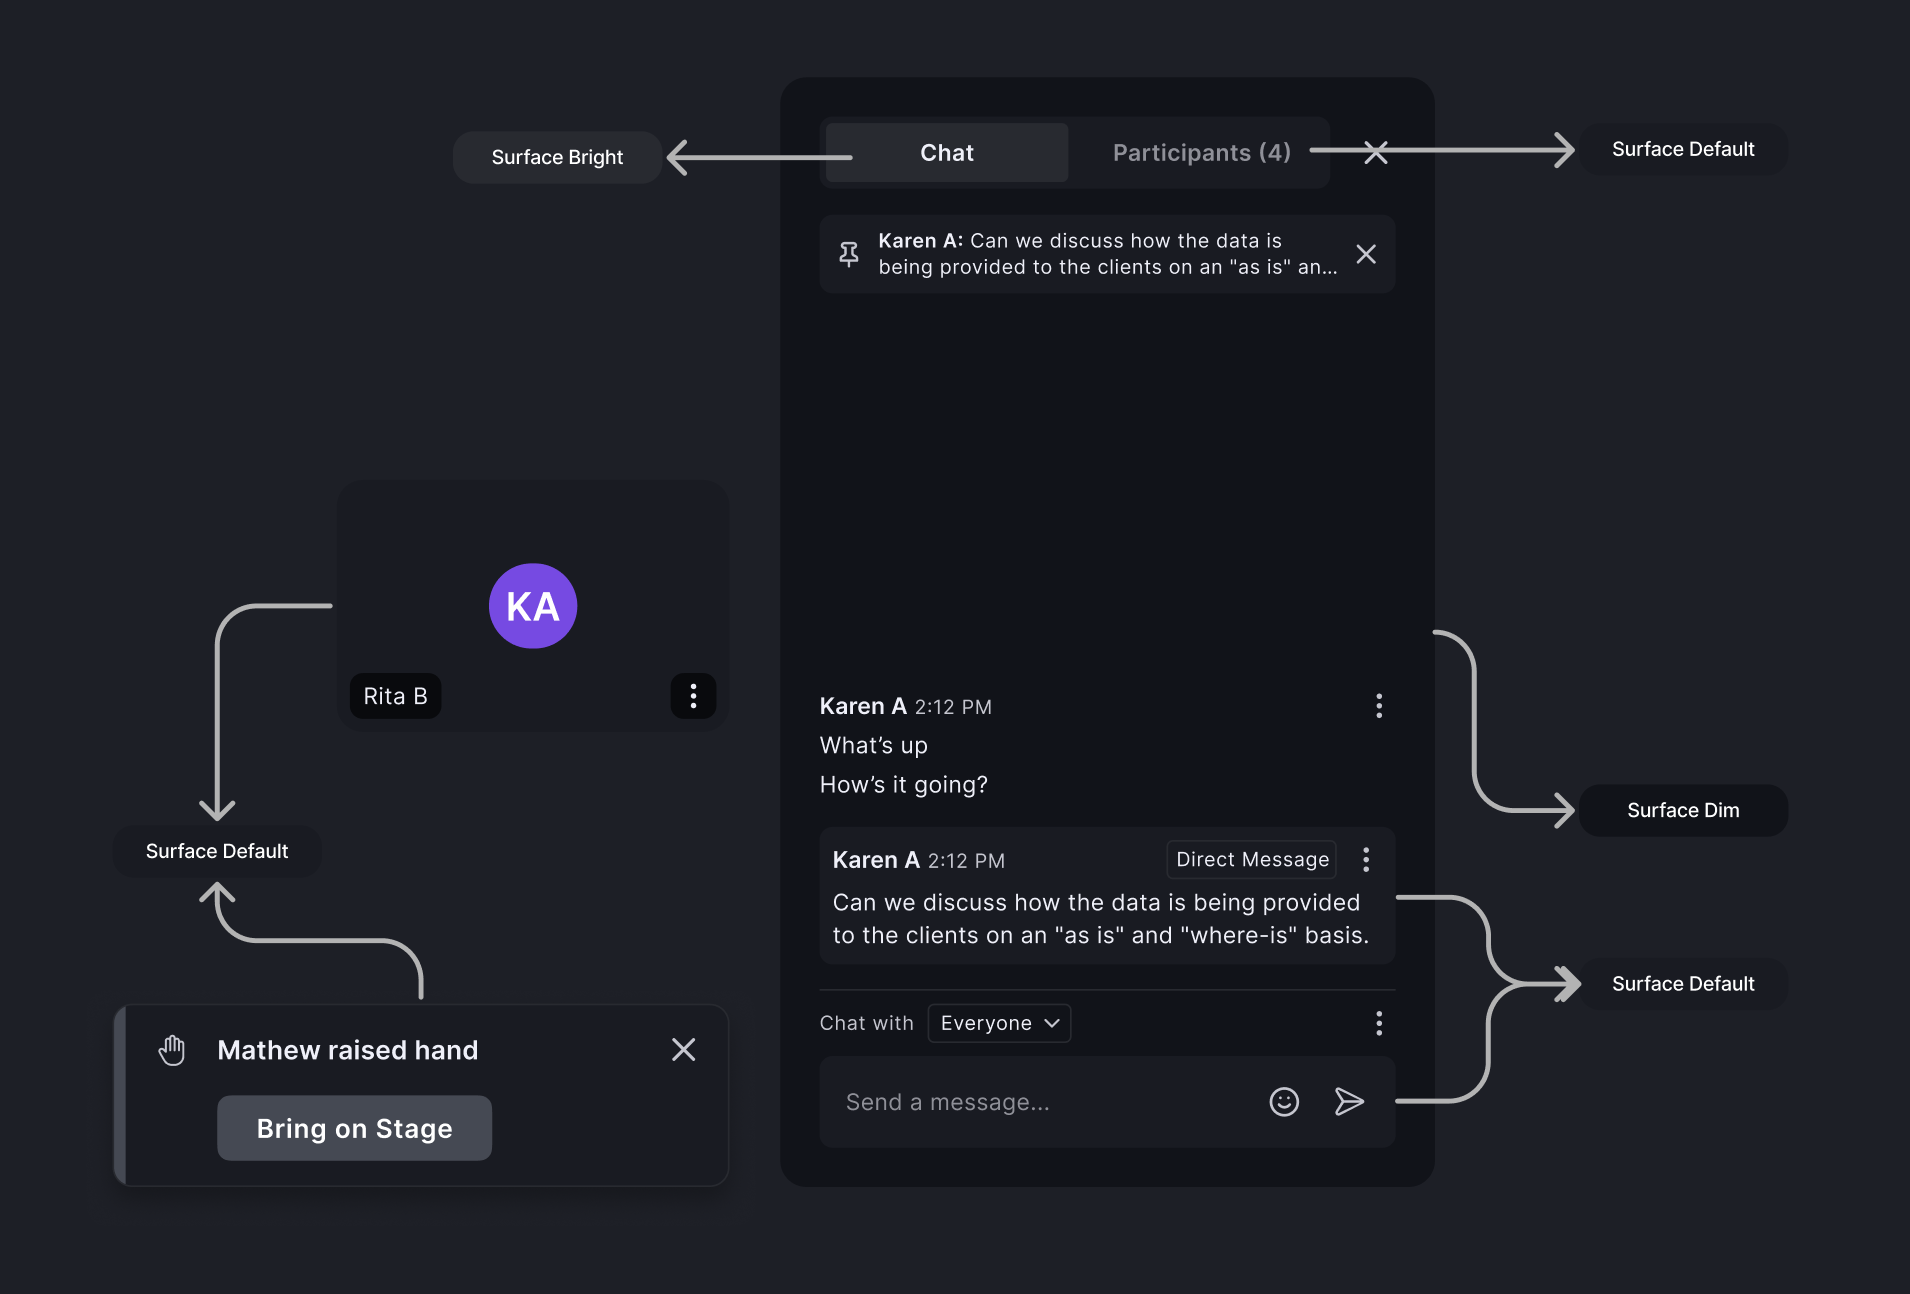 Surface Bright
Chat
Participants (4)
Surface Default
Karen A: Can we discuss how the data is
being provided to the clients on an "as is" an...
KA
Rita B
Surface Default
Mathew raised hand
Bring on Stage
Karen A 2:12 PM
What’s up
How’s it going?
Surface Dim
Karen A 2:12 PM
Direct Message
Can we discuss how the data is being provided
to the clients on an "as is" and "where-is" basis.
Surface Default
Chat with Everyone
Send a message...